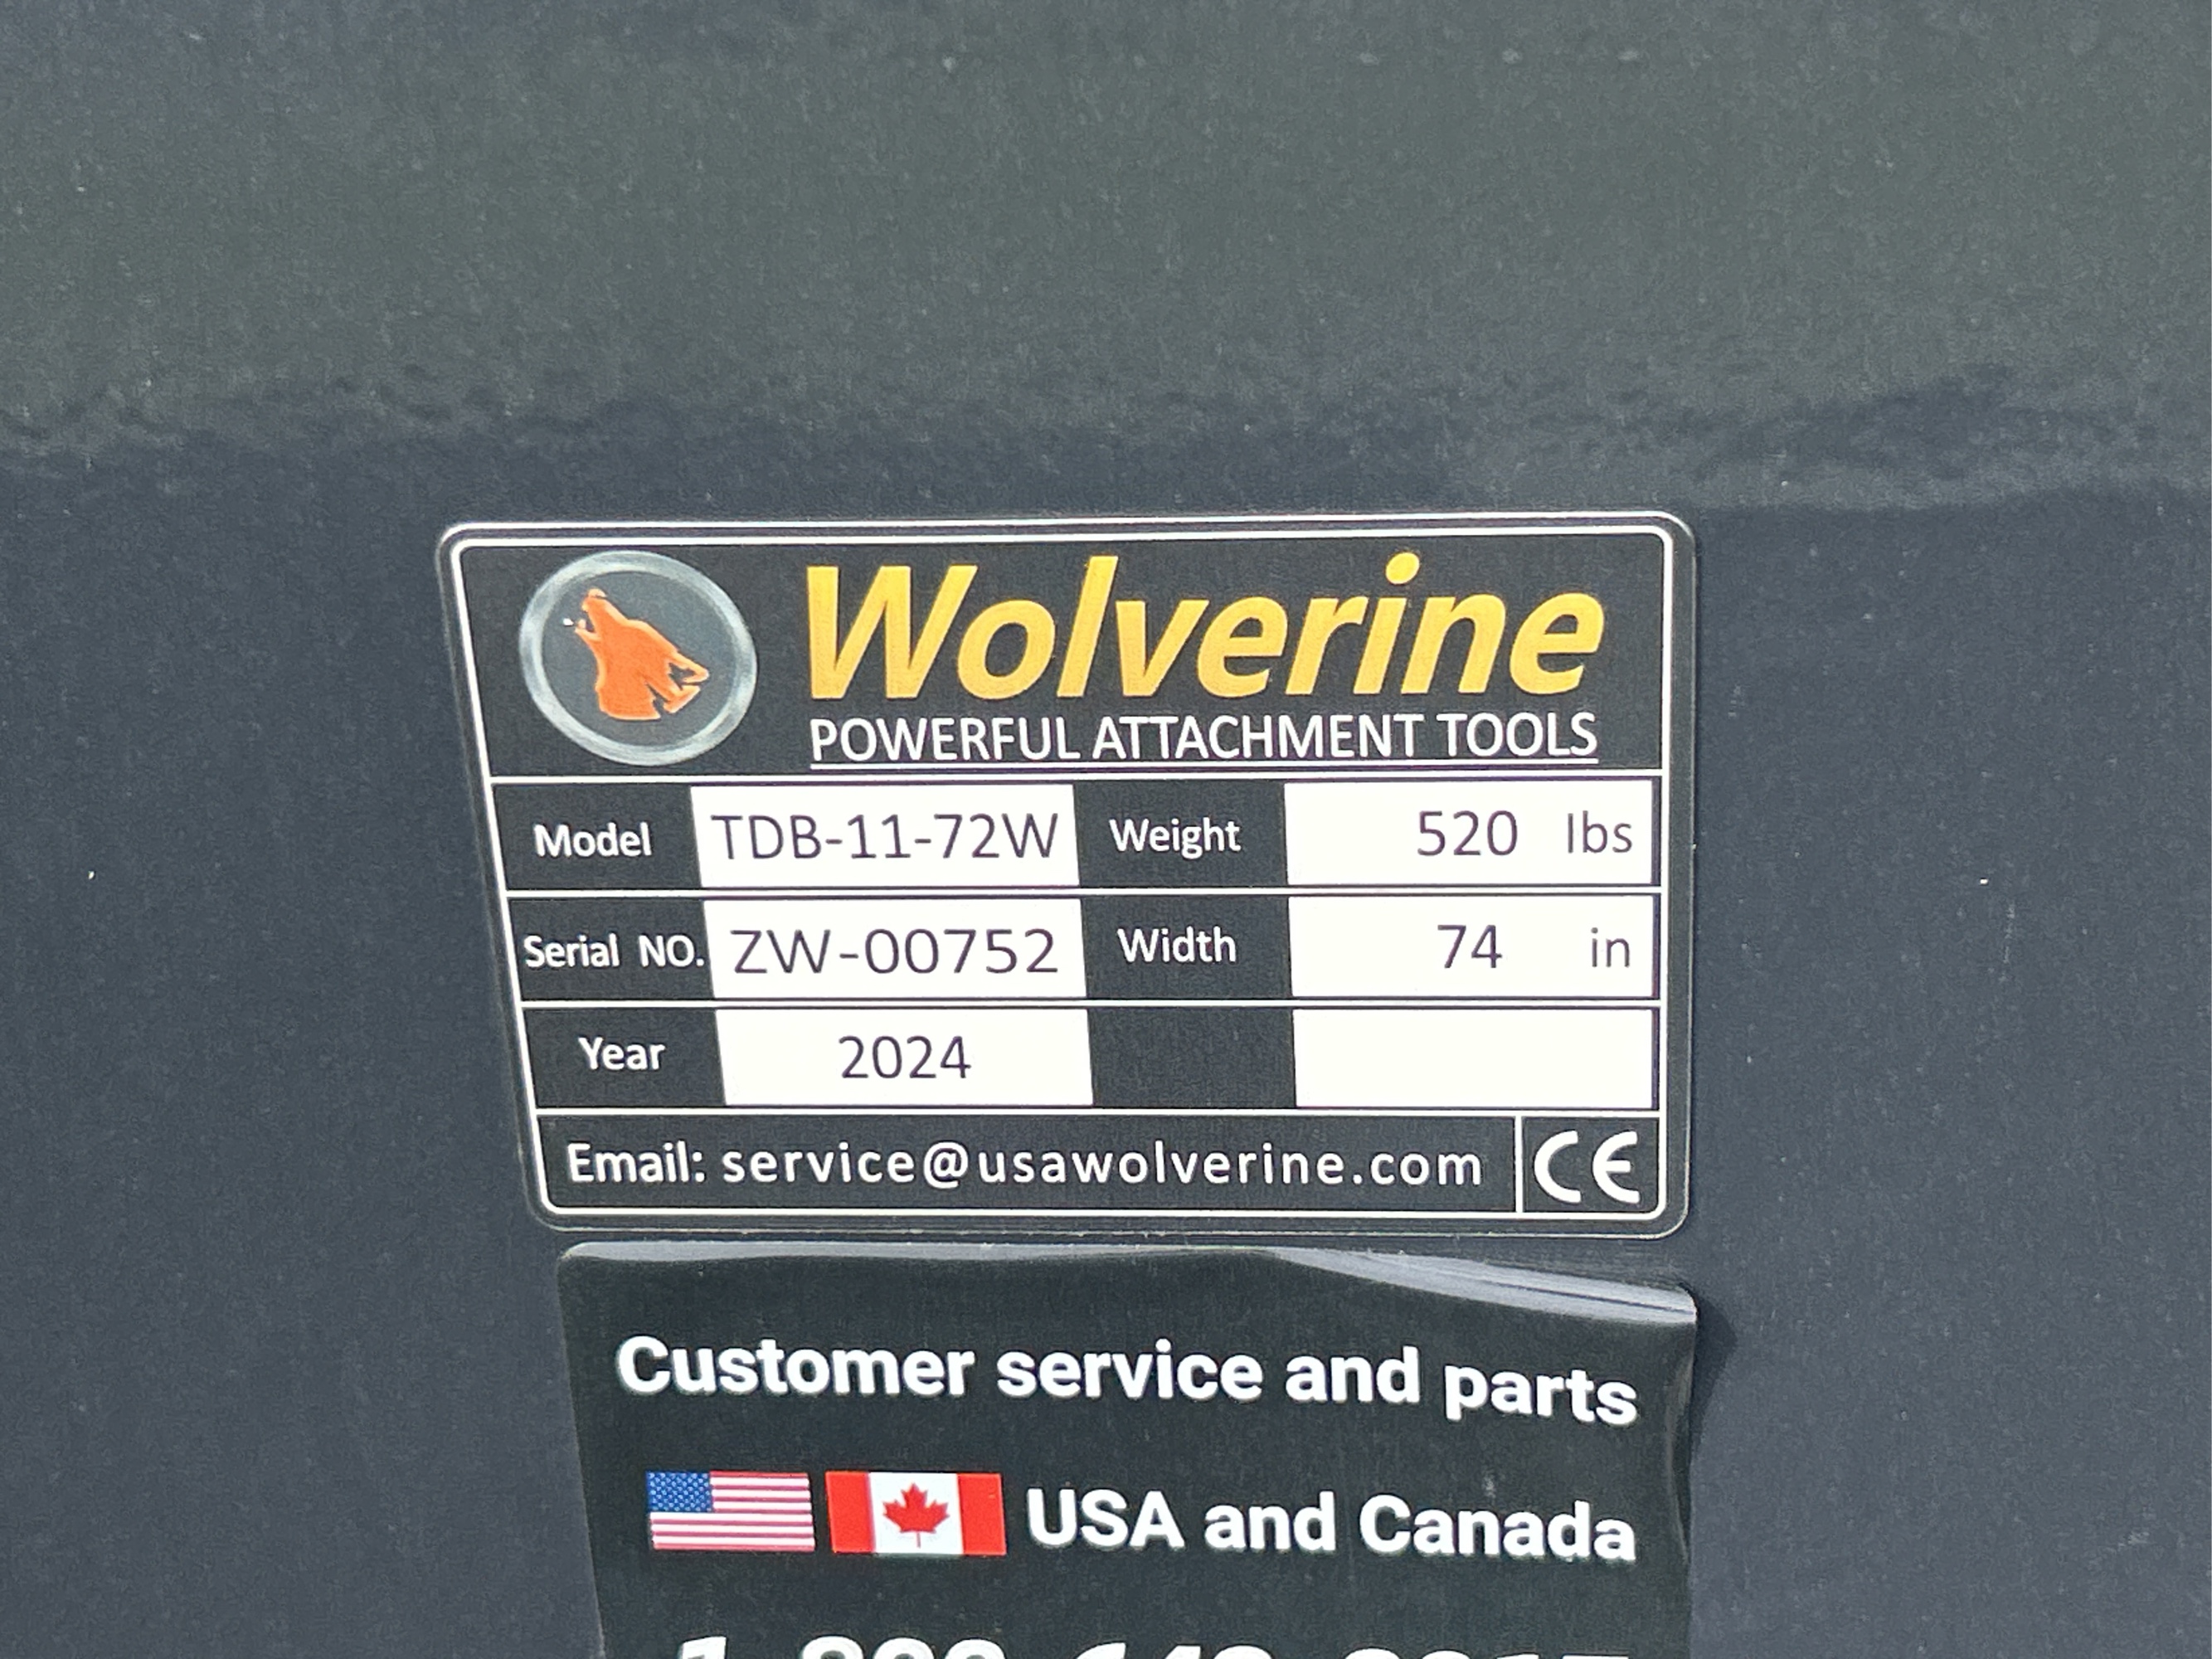 Wolverine
POWERFUL ATTACHMENT TOOLS
Model TDB-11-72W Weight 520 lbs
Serial NO. ZW-00752 Width 74 in
Year 2024
Email: service@usawolverine.com CE
Customer service and parts
USA and Canada